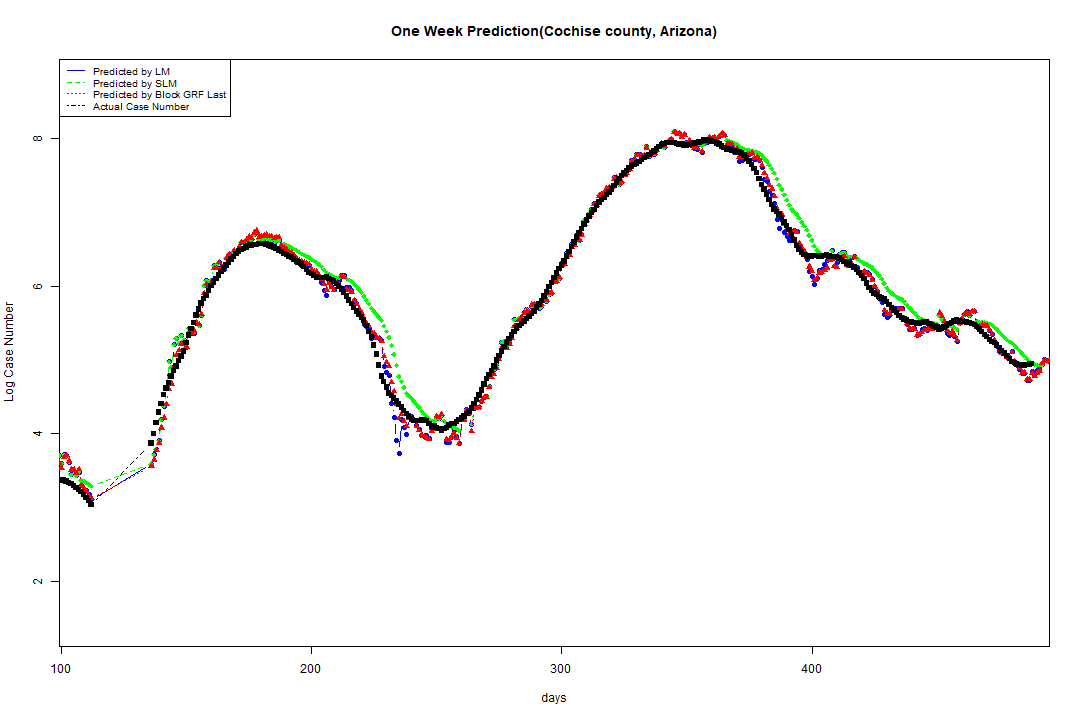 One Week Prediction(Cochise county, Arizona)
Predicted by LM
Predicted by SLM
Predicted by Block GRF Last
Actual Case Number
8
6
4
2
Log Case Number
100 200 300 400
days